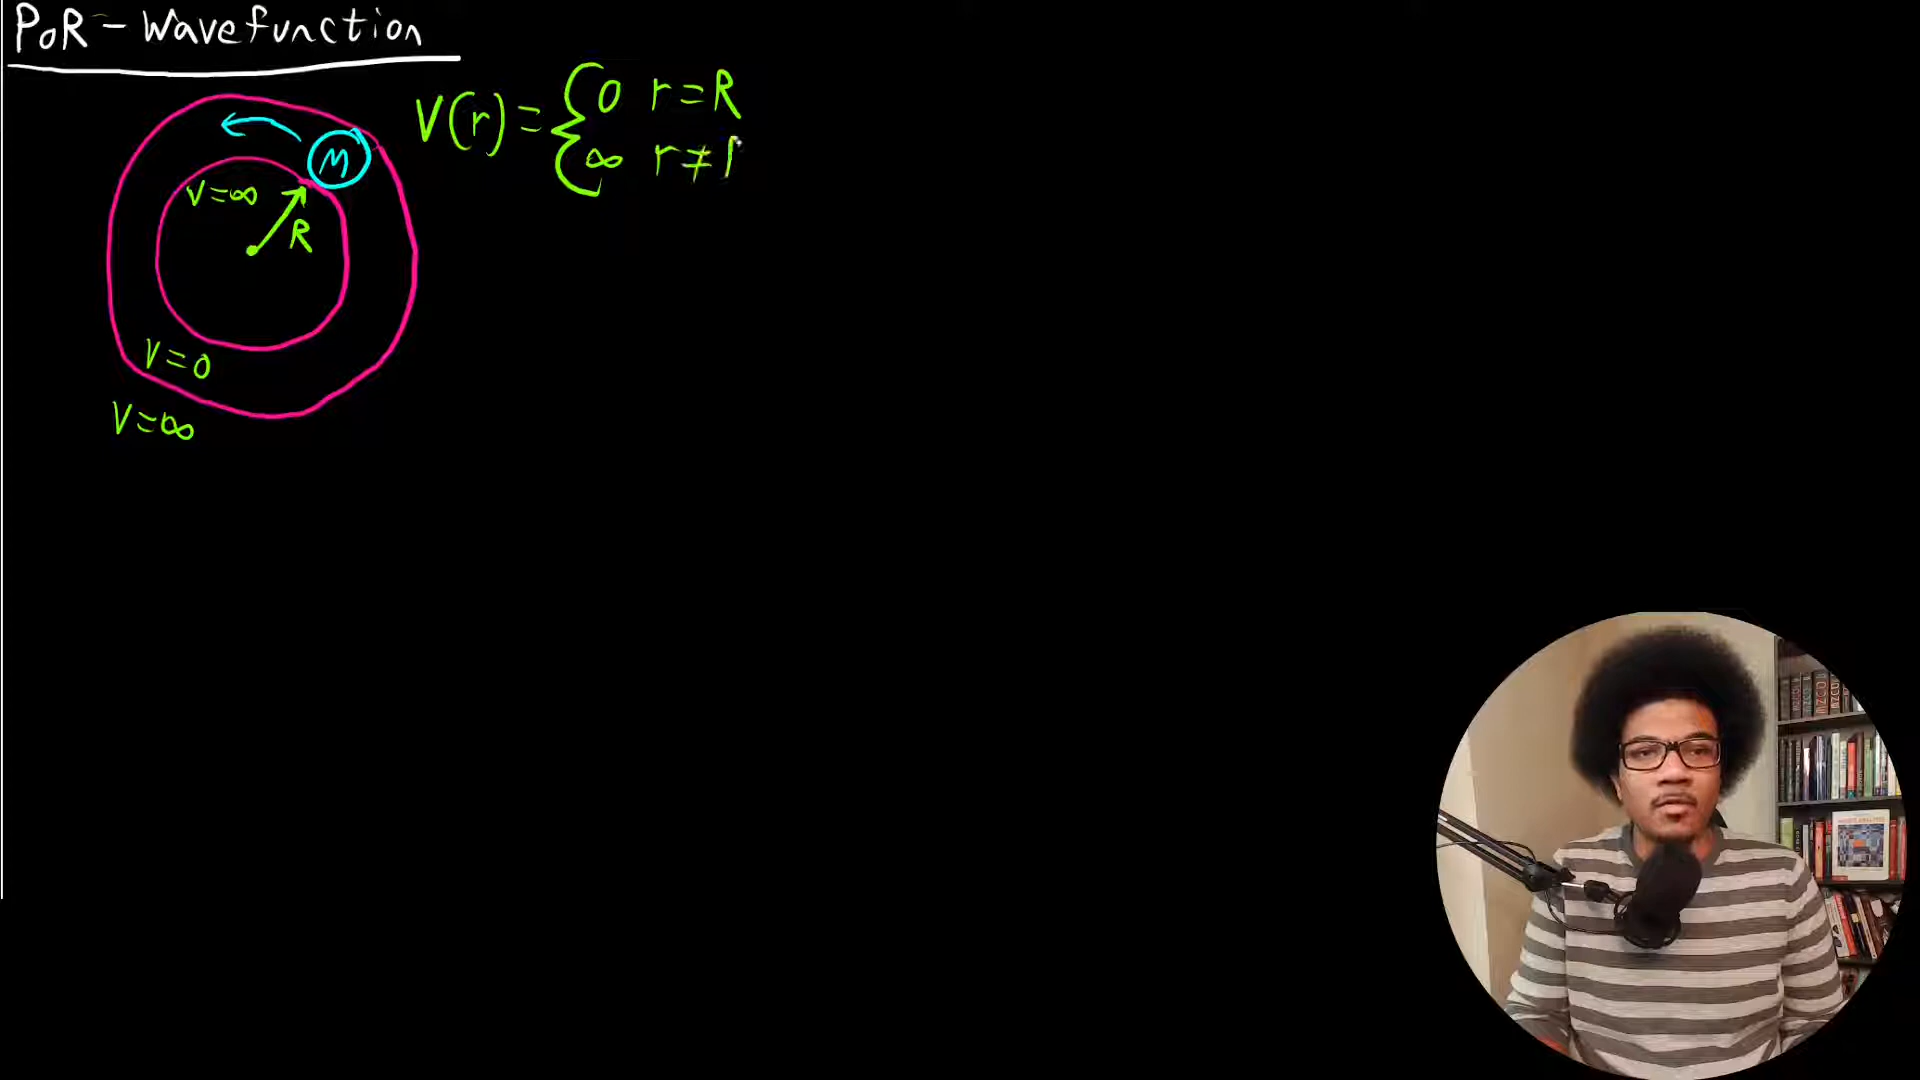 PoR - Wavefunction
V(r) = { 0 r = R
∞ r ≠
M
V = ∞
R
V = 0
V = ∞